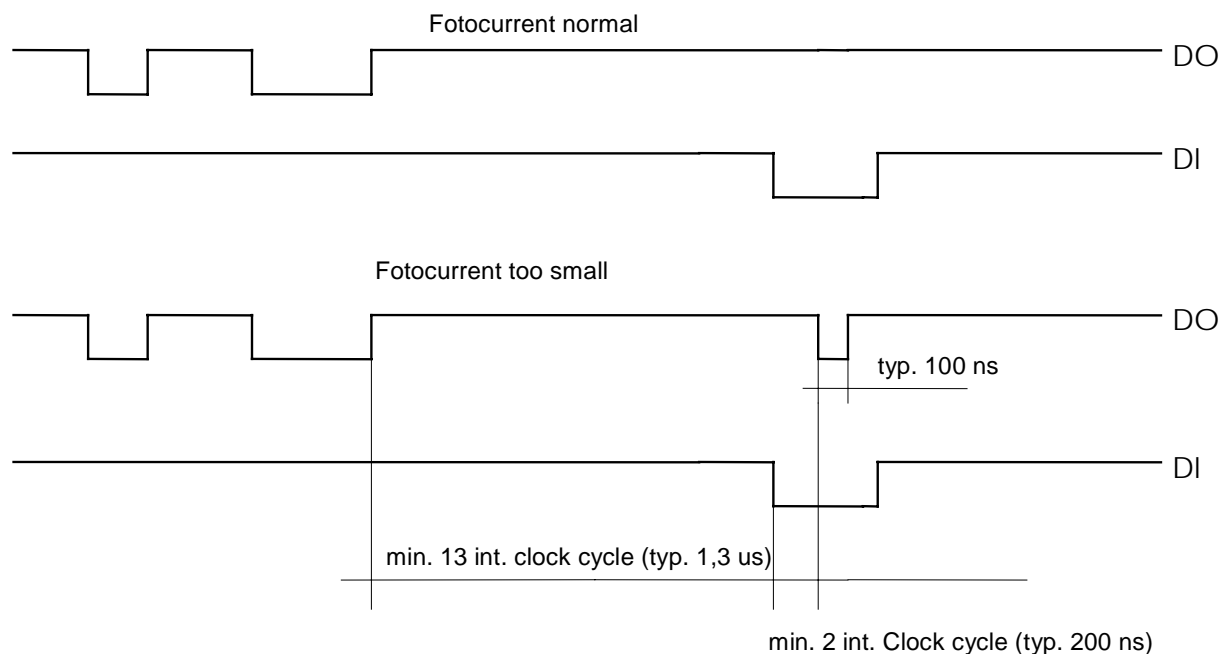 Fotocurrent normal
DO
DI
Fotocurrent too small
DO
typ. 100 ns
DI
min. 13 int. clock cycle (typ. 1,3 us)
min. 2 int. Clock cycle (typ. 200 ns)